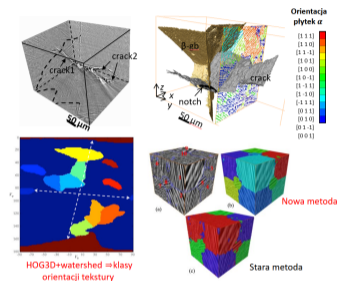 Orientacja
płytek α
crack2
crack1
50 μm
β-eb
crack
notch
z
x
y
50 μm
[1 1 1]
[1 1 0]
[1 1 -1]
[1 0 1]
[1 0 0]
[1 0 -1]
[1 -1 1]
[1 -1 0]
[-1 1 1]
[0 1 1]
[0 1 0]
[0 1 -1]
[0 0 1]
(a)
(b)
Nowa metoda
(c)
Stara metoda
HOG3D+watershed ⇒klasy
orientacji tekstury